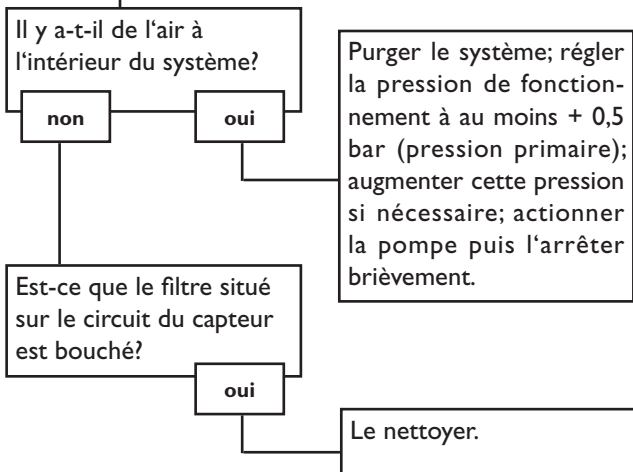 Il y a-t-il de l‘air à
l‘intérieur du système?
non
oui
Purger le système; régler
la pression de fonction-
nement à au moins + 0,5
bar (pression primaire);
augmenter cette pression
si nécessaire; actionner
la pompe puis l‘arrêter
brièvement.
Est-ce que le filtre situé
sur le circuit du capteur
est bouché?
oui
Le nettoyer.